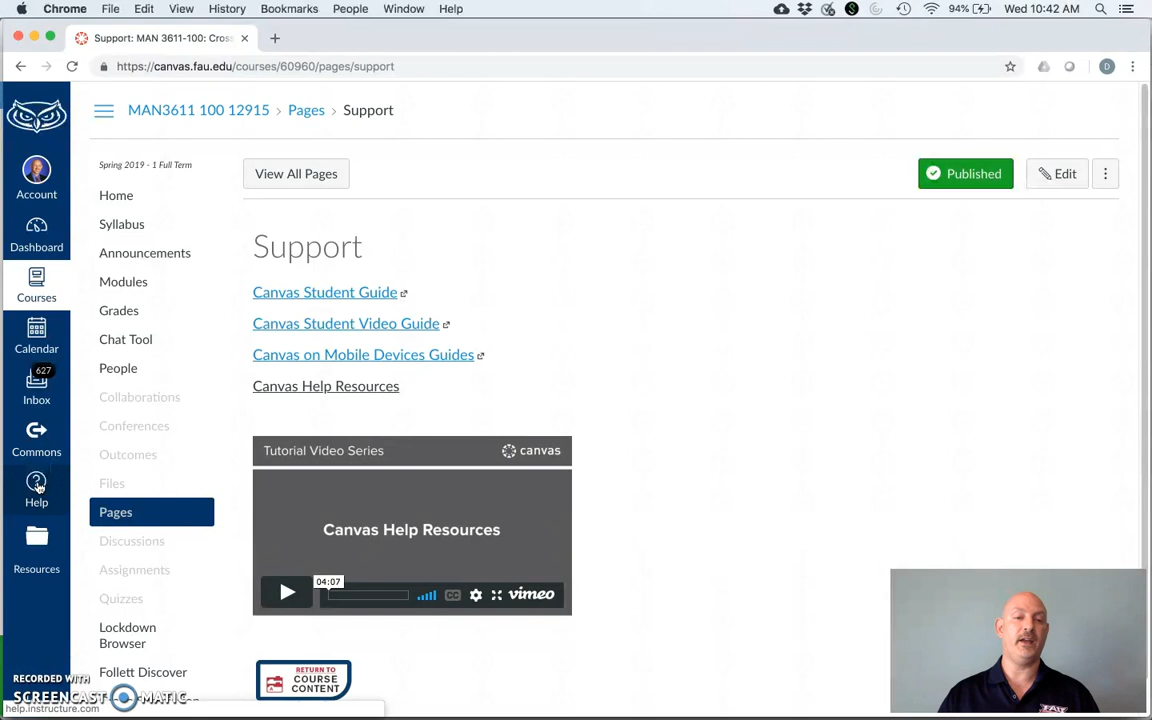 Chrome File Edit View History Bookmarks People Window Help 94% Wed 10:42 AM
Support: MAN 3611-100: Cros
https://canvas.fau.edu/courses/60960/pages/support D
MAN3611 100 12915 > Pages > Support
Spring 2019 - 1 Full Term
View All Pages Published Edit
Account
Dashboard
Courses
Calendar
627
Inbox
Commons
Help
Resources
Home
Syllabus
Announcements
Modules
Grades
Chat Tool
People
Collaborations
Conferences
Outcomes
Files
Pages
Discussions
Assignments
Quizzes
Lockdown
Browser
Follett Discover
Support
Canvas Student Guide
Canvas Student Video Guide
Canvas on Mobile Devices Guides
Canvas Help Resources
Tutorial Video Series canvas
Canvas Help Resources
04:07
CC vimeo
RETURN TO
COURSE
CONTENT
RECORDED WITH
SCREENCAST MATIC
help.instructure.com
FAU